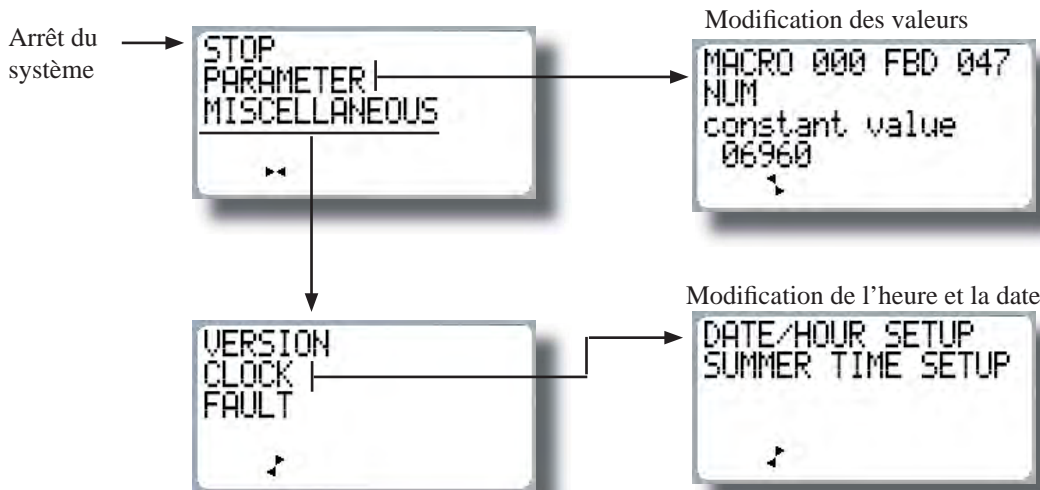 Arrêt du
système
STOP
PARAMETER
MISCELLANEOUS
Modification des valeurs
MACRO 000 FBD 047
NUM
constant value
06960
VERSION
CLOCK
FAULT
Modification de l'heure et la date
DATE/HOUR SETUP
SUMMER TIME SETUP